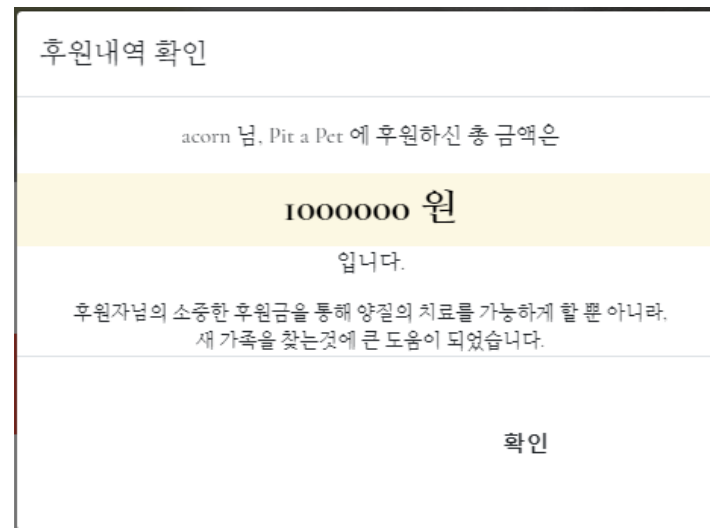 후원내역 확인
acorn 님, Pit a Pet 에 후원하신 총 금액은
1000000 원
입니다.
후원자님의 소중한 후원금을 통해 양질의 치료를 가능하게 할 뿐 아니라,
새 가족을 찾는것에 큰 도움이 되었습니다.
확인